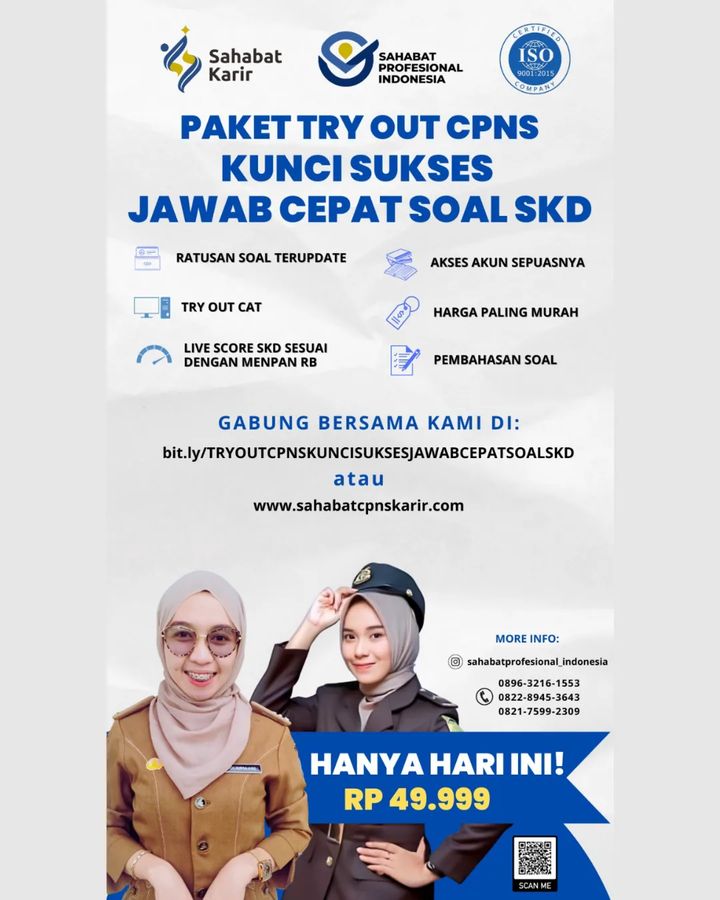 Sahabat
Karir
SAHABAT
PROFESIONAL
INDONESIA
CERTIFIED
ISO
9001:2015
COMPANY
PAKET TRY OUT CPNS
KUNCI SUKSES
JAWAB CEPAT SOAL SKD
RATUSAN SOAL TERUPDATE
AKSES AKUN SEPUASNYA
TRY OUT CAT
HARGA PALING MURAH
LIVE SCORE SKD SESUAI
DENGAN MENPAN RB
PEMBAHASAN SOAL
GABUNG BERSAMA KAMI DI:
bit.ly/TRYOUTCPNSKUNCISUKSESJAWABCEPATSOALSKD
atau
www.sahabatcpnskarir.com
MORE INFO:
sahabatprofesional_indonesia
0896-3216-1553
0822-8945-3643
0821-7599-2309
HANYA HARI INI!
RP 49.999
SCAN ME